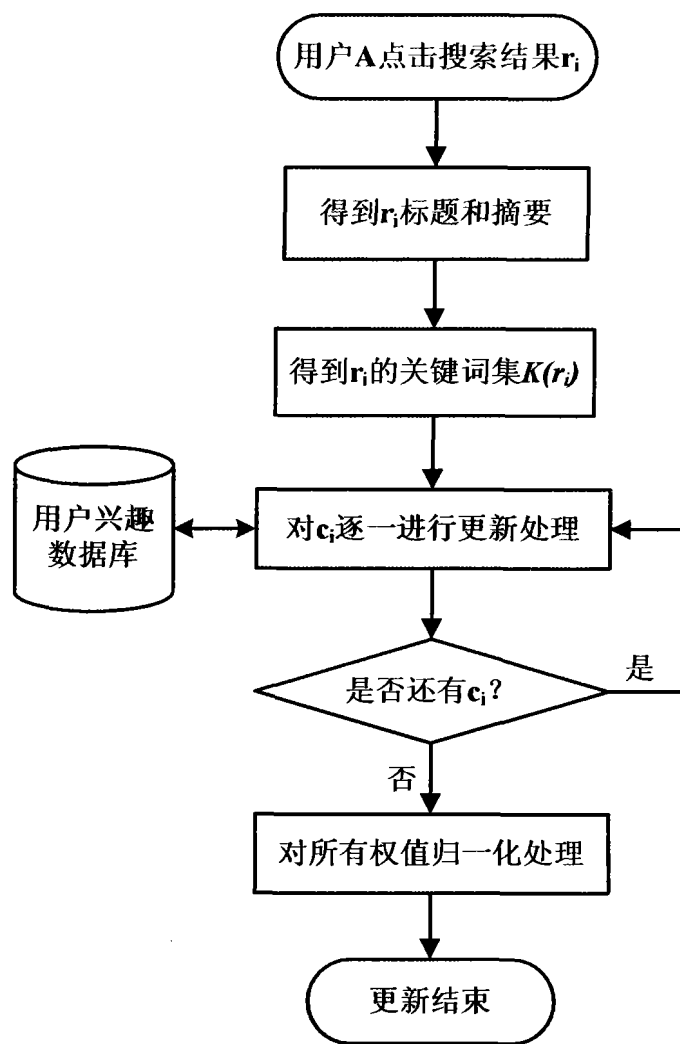 用户A点击搜索结果rᵢ
得到rᵢ标题和摘要
得到rᵢ的关键词集K(rᵢ)
用户兴趣
数据库
对cᵢ逐一进行更新处理
是否还有cᵢ？
是
否
对所有权值归一化处理
更新结束